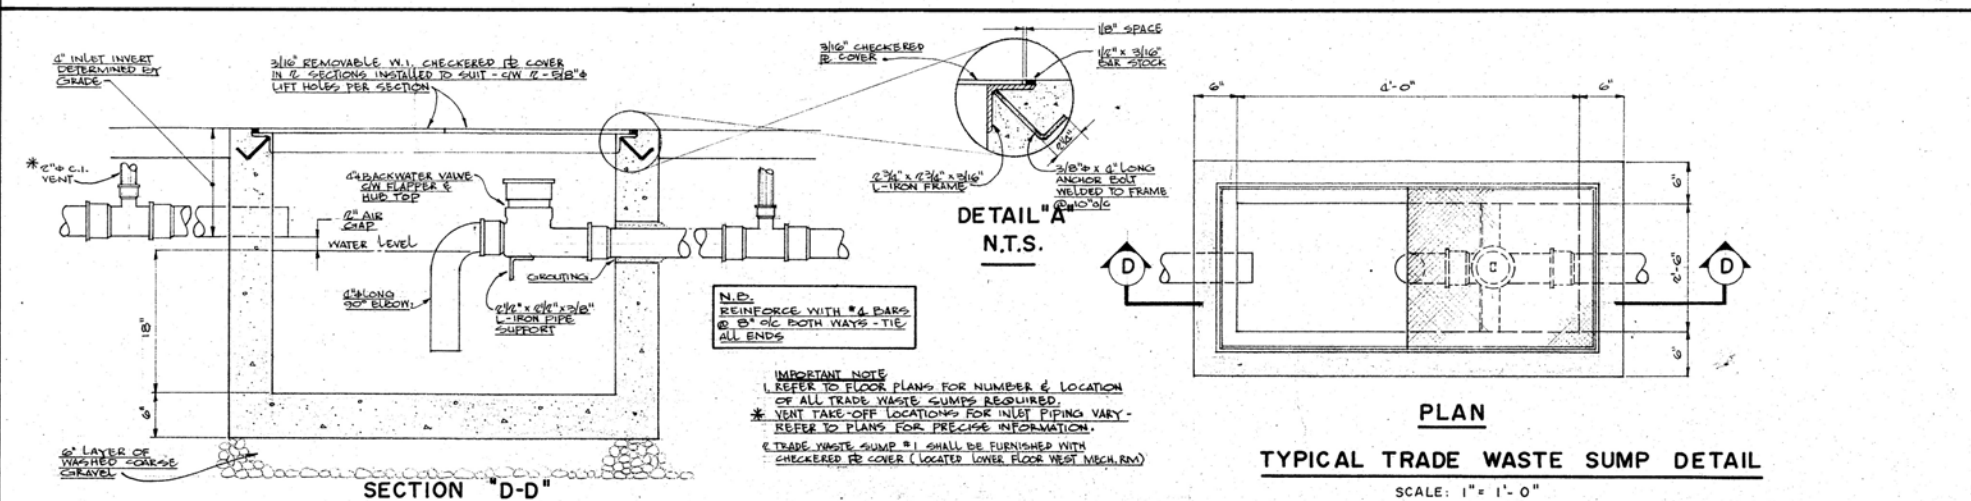 4" INLET INVERT
DETERMINED BY
GRADE
3/16" REMOVABLE W.I. CHECKERED PL COVER
IN 2 SECTIONS INSTALLED TO SUIT - C/W 2 - 5/8" Φ
LIFT HOLES PER SECTION
* 2" Φ C.I.
VENT
4" Φ BACKWATER VALVE
C/W FLAPPER &
HUB TOP
2" AIR
GAP
WATER LEVEL
4" Φ LONG
90° ELBOW
GROUTING
2 1/2" x 2 1/2" x 3/8"
L-IRON PIPE
SUPPORT
18"
6"
6" LAYER OF
WASHED COARSE
GRAVEL
SECTION "D-D"
3/16" CHECKERED
PL COVER
1/8" SPACE
1/2" x 3/16"
BAR STOCK
2 1/4"
2 3/4" x 2 3/4" x 3/16"
L-IRON FRAME
3/8" Φ x 4" LONG
ANCHOR BOLT
WELDED TO FRAME
@ 10" O/C
DETAIL "A"
N.T.S.
N.B.
REINFORCE WITH #4 BARS
@ 8" O/C BOTH WAYS - TIE
ALL ENDS
IMPORTANT NOTE
1. REFER TO FLOOR PLANS FOR NUMBER & LOCATION
OF ALL TRADE WASTE SUMPS REQUIRED.
* VENT TAKE-OFF LOCATIONS FOR INLET PIPING VARY -
REFER TO PLANS FOR PRECISE INFORMATION.
2. TRADE WASTE SUMP #1 SHALL BE FURNISHED WITH
CHECKERED PL COVER (LOCATED LOWER FLOOR WEST MECH. RM)
6"
4'-0"
6"
6"
2'-6"
6"
D
D
C
PLAN
TYPICAL TRADE WASTE SUMP DETAIL
SCALE: 1" = 1'-0"